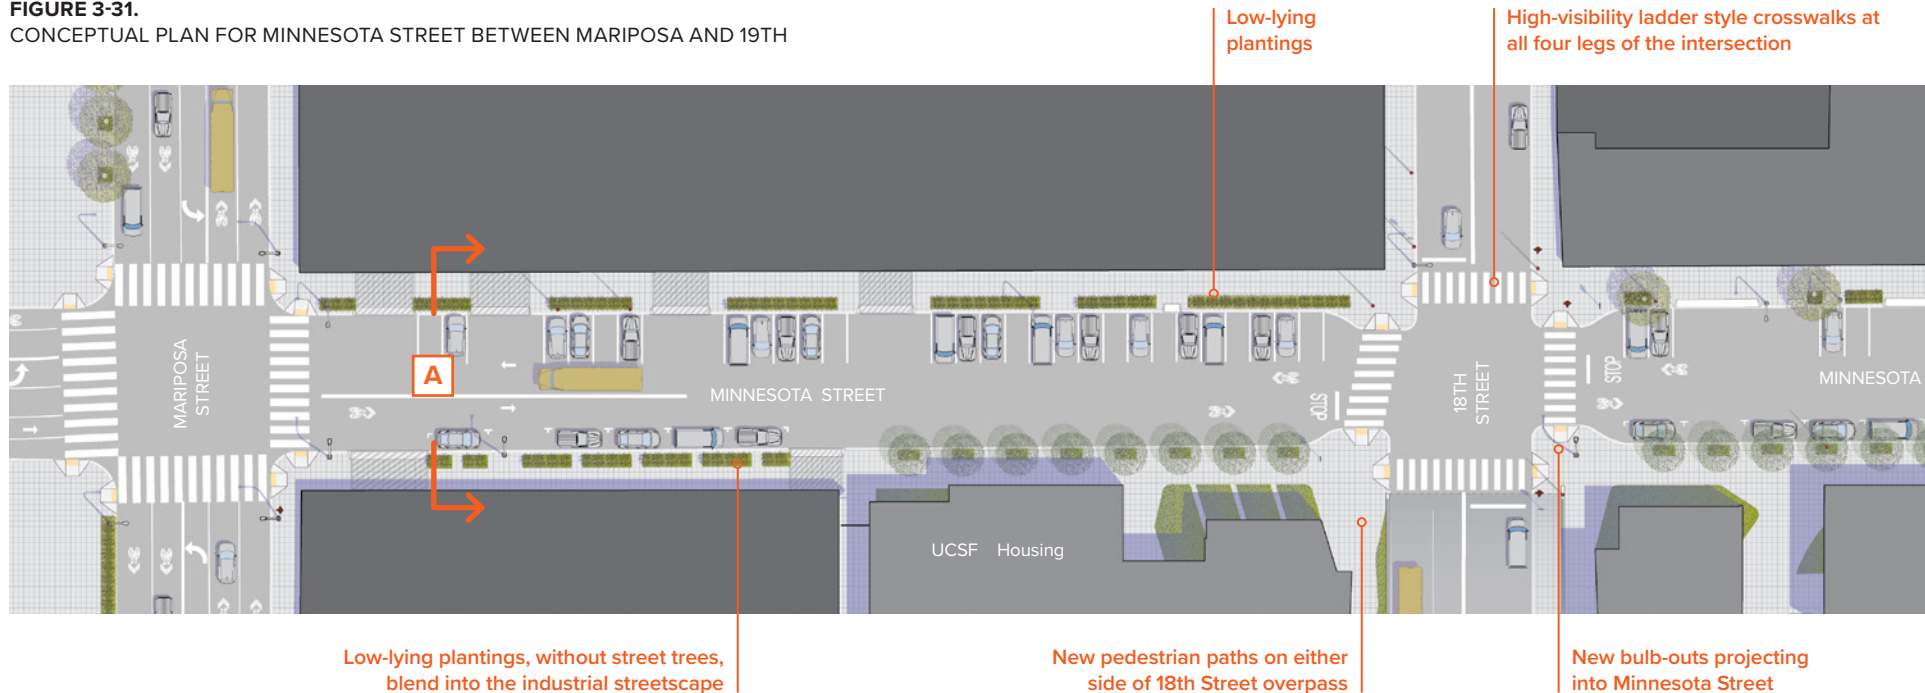 FIGURE 3-31.
CONCEPTUAL PLAN FOR MINNESOTA STREET BETWEEN MARIPOSA AND 19TH
Low-lying
plantings
High-visibility ladder style crosswalks at
all four legs of the intersection
A
MARIPOSA
STREET
MINNESOTA STREET
STOP
18TH
STREET
STOP
MINNESOTA
UCSF Housing
Low-lying plantings, without street trees,
blend into the industrial streetscape
New pedestrian paths on either
side of 18th Street overpass
New bulb-outs projecting
into Minnesota Street